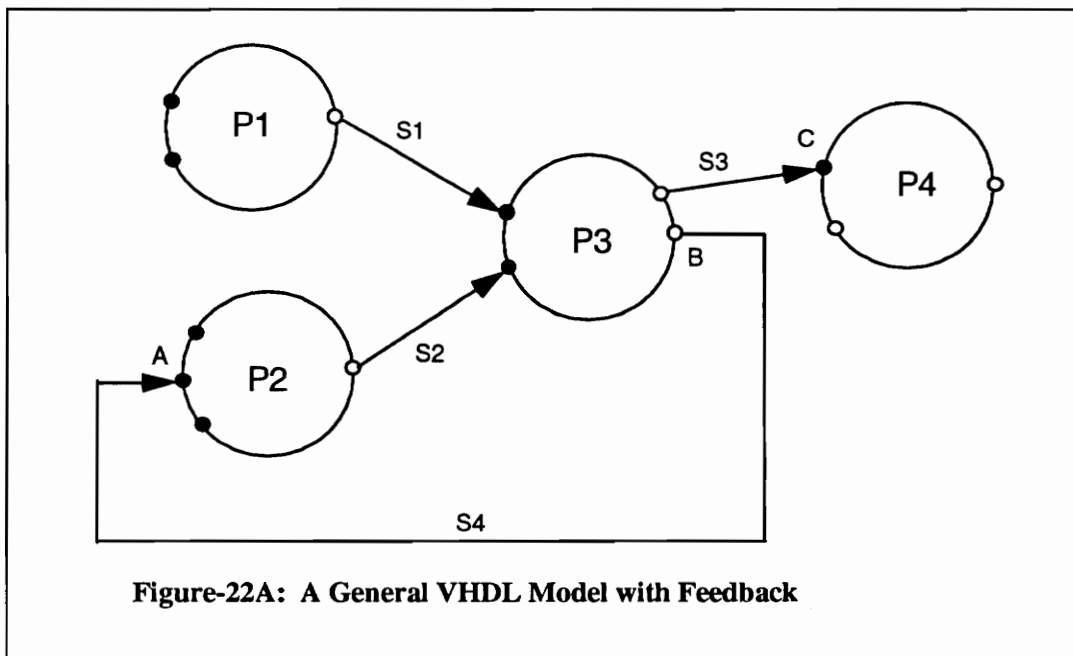 P1
S1
C
S3
P4
P3
B
A
P2
S2
S4
Figure-22A: A General VHDL Model with Feedback